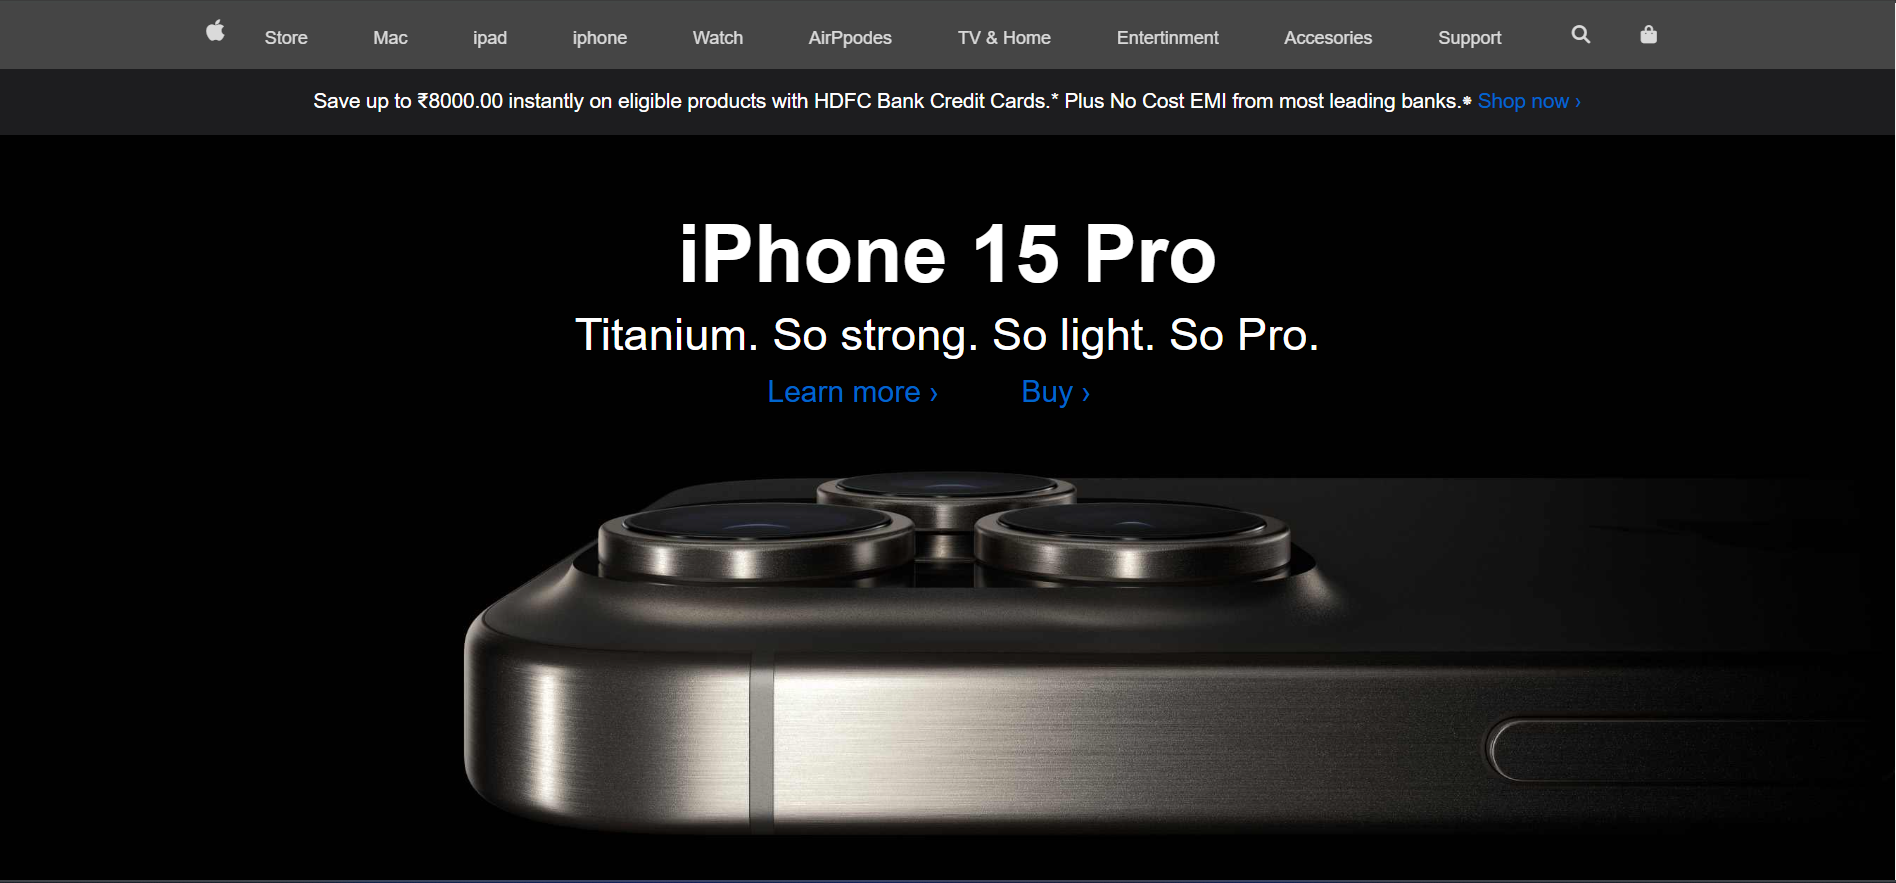 Store Mac ipad iphone Watch AirPpodes TV & Home Entertinment Accesories Support
Save up to ₹8000.00 instantly on eligible products with HDFC Bank Credit Cards.* Plus No Cost EMI from most leading banks.⁕ Shop now ›
iPhone 15 Pro
Titanium. So strong. So light. So Pro.
Learn more › Buy ›